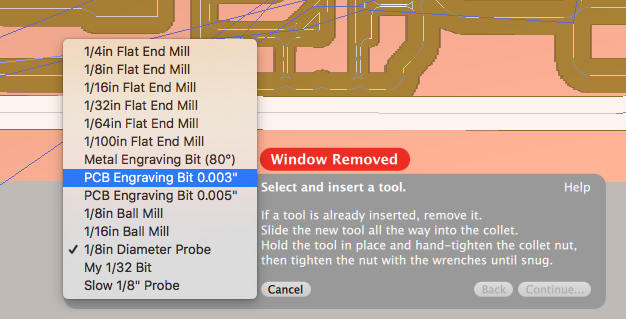 1/4in Flat End Mill
1/8in Flat End Mill
1/16in Flat End Mill
1/32in Flat End Mill
1/64in Flat End Mill
1/100in Flat End Mill
Metal Engraving Bit (80°)
PCB Engraving Bit 0.003"
PCB Engraving Bit 0.005"
1/8in Ball Mill
1/16in Ball Mill
✓ 1/8in Diameter Probe
My 1/32 Bit
Slow 1/8" Probe
Window Removed
Select and insert a tool. Help
If a tool is already inserted, remove it.
Slide the new tool all the way into the collet.
Hold the tool in place and hand-tighten the collet nut,
then tighten the nut with the wrenches until snug.
Cancel Back Continue...